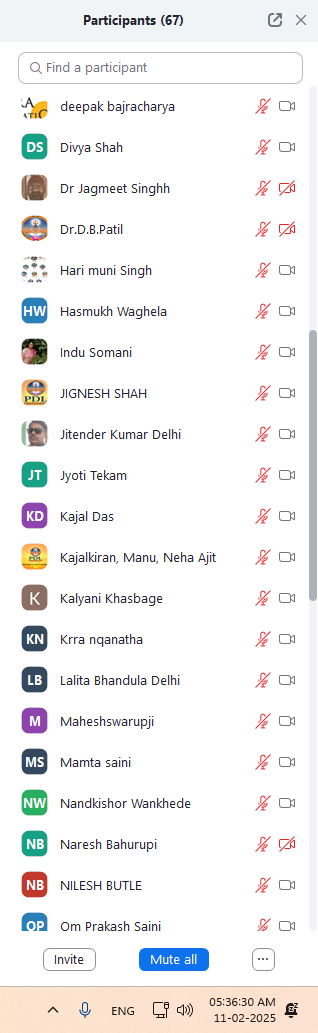 Participants (67)
Find a participant
deepak bajracharya
DS Divya Shah
Dr Jagmeet Singhh
Dr.D.B.Patil
Hari muni Singh
HW Hasmukh Waghela
Indu Somani
PDL JIGNESH SHAH
Jitender Kumar Delhi
JT Jyoti Tekam
KD Kajal Das
PDL Kajalkiran, Manu, Neha Ajit
K Kalyani Khasbage
KN Krra nqanatha
LB Lalita Bhandula Delhi
M Maheshswarupji
MS Mamta saini
NW Nandkishor Wankhede
NB Naresh Bahurupi
NB NILESH BUTLE
OP Om Prakash Saini
Invite Mute all ...
ENG 05:36:30 AM
11-02-2025